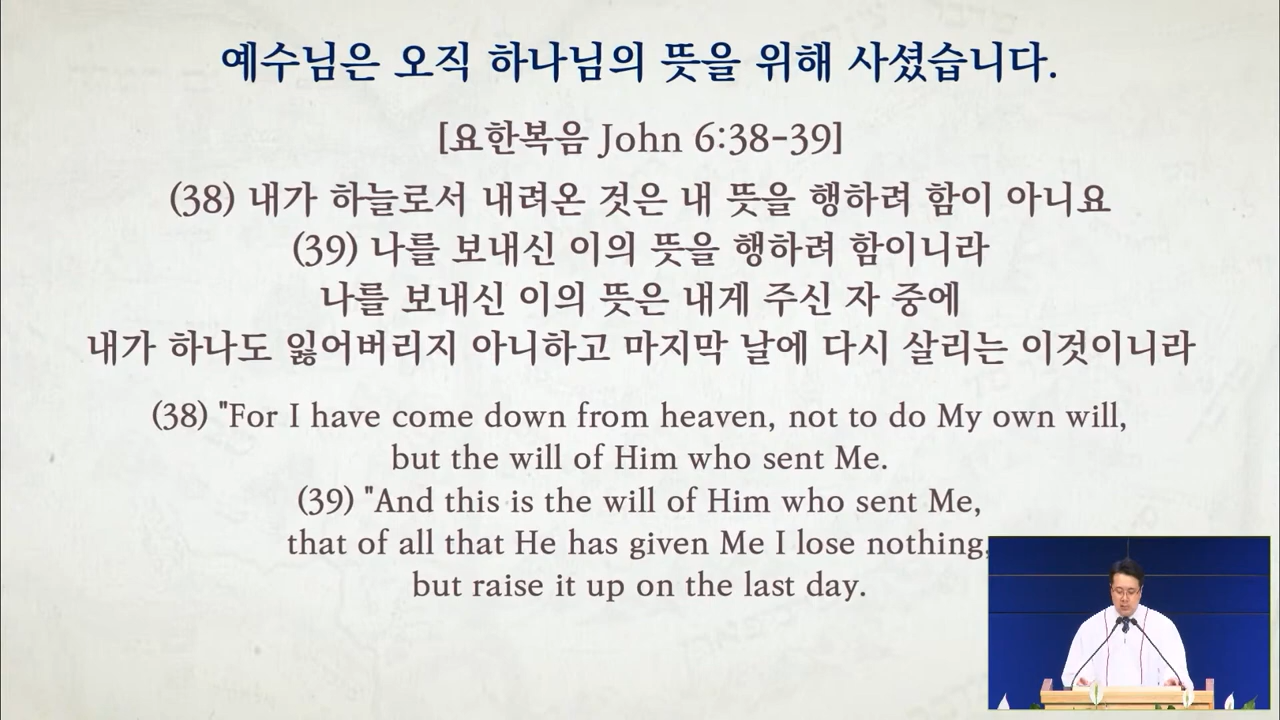 예수님은 오직 하나님의 뜻을 위해 사셨습니다.
[요한복음 John 6:38-39]
(38) 내가 하늘로서 내려온 것은 내 뜻을 행하려 함이 아니요
(39) 나를 보내신 이의 뜻을 행하려 함이니라
나를 보내신 이의 뜻은 내게 주신 자 중에
내가 하나도 잃어버리지 아니하고 마지막 날에 다시 살리는 이것이니라
(38) "For I have come down from heaven, not to do My own will,
but the will of Him who sent Me.
(39) "And this is the will of Him who sent Me,
that of all that He has given Me I lose nothing,
but raise it up on the last day.